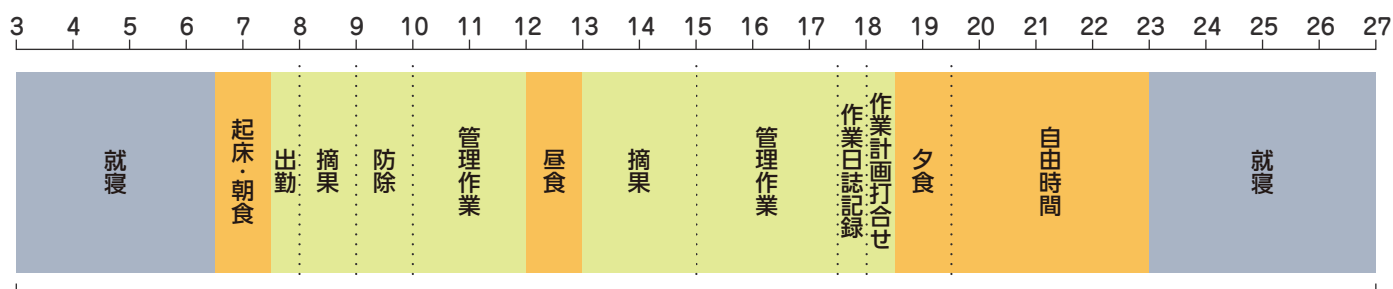 3 4 5 6 7 8 9 10 11 12 13 14 15 16 17 18 19 20 21 22 23 24 25 26 27
就寝
起床・朝食
出勤
摘果
防除
管理作業
昼食
摘果
管理作業
作業日誌記録
作業計画打合せ
夕食
自由時間
就寝